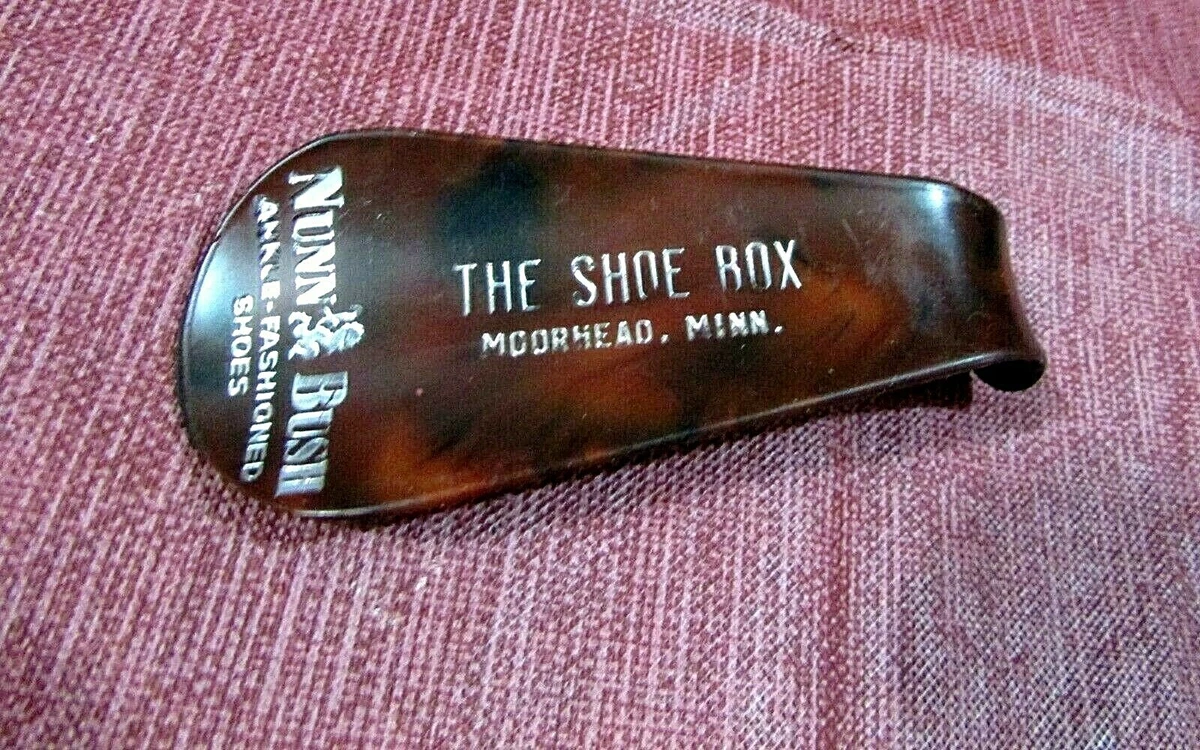 THE SHOE BOX
MOORHEAD, MINN.
NUNN BUSH
ANKLE-FASHIONED
SHOES